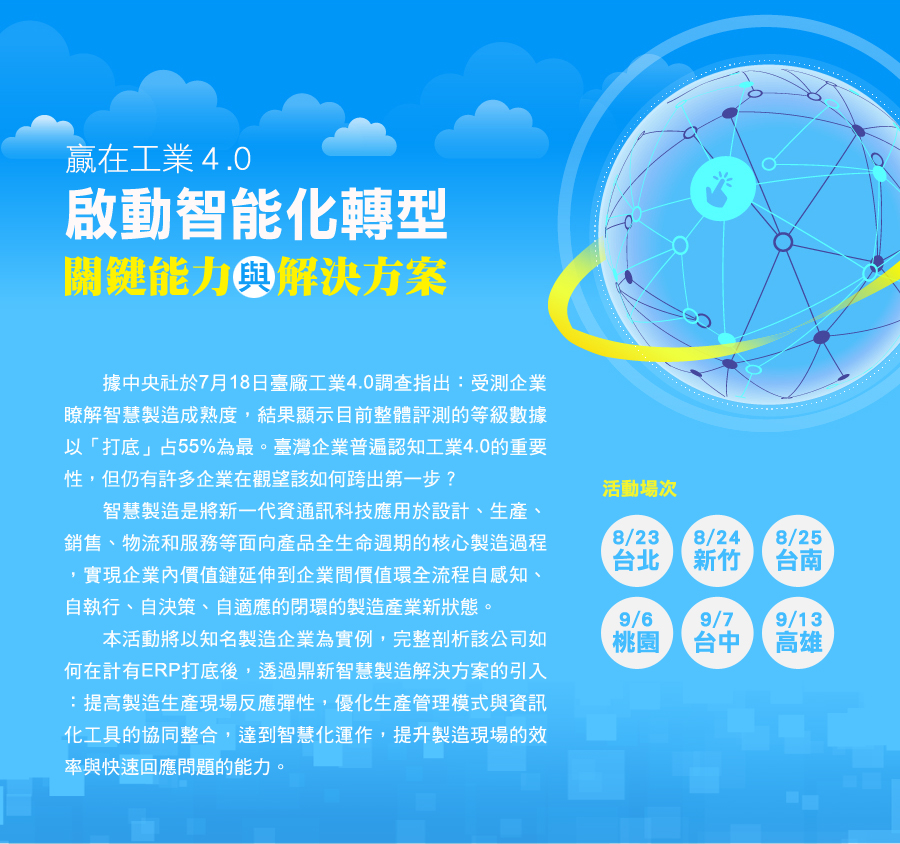 贏在工業 4.0
啟動智能化轉型
關鍵能力與解決方案
據中央社於7月18日臺廠工業4.0調查指出：受測企業
瞭解智慧製造成熟度，結果顯示目前整體評測的等級數據
以「打底」占55%為最。臺灣企業普遍認知工業4.0的重要
性，但仍有許多企業在觀望該如何跨出第一步？
智慧製造是將新一代資通訊科技應用於設計、生產、
銷售、物流和服務等面向產品全生命週期的核心製造過程
，實現企業內價值鏈延伸到企業間價值環全流程自感知、
自執行、自決策、自適應的閉環的製造產業新狀態。
本活動將以知名製造企業為實例，完整剖析該公司如
何在計有ERP打底後，透過鼎新智慧製造解決方案的引入
：提高製造生產現場反應彈性，優化生產管理模式與資訊
化工具的協同整合，達到智慧化運作，提升製造現場的效
率與快速回應問題的能力。
活動場次
8/23
台北
8/24
新竹
8/25
台南
9/6
桃園
9/7
台中
9/13
高雄